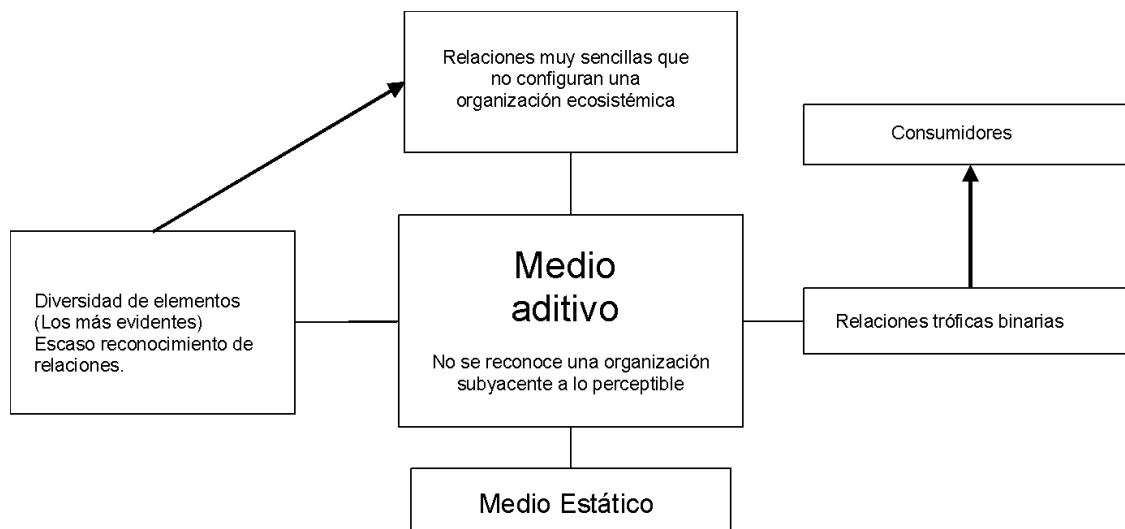 Relaciones muy sencillas que
no configuran una
organización ecosistémica
Consumidores
Diversidad de elementos
(Los más evidentes)
Escaso reconocimiento de
relaciones.
Medio
aditivo
No se reconoce una organización
subyacente a lo perceptible
Relaciones tróficas binarias
Medio Estático